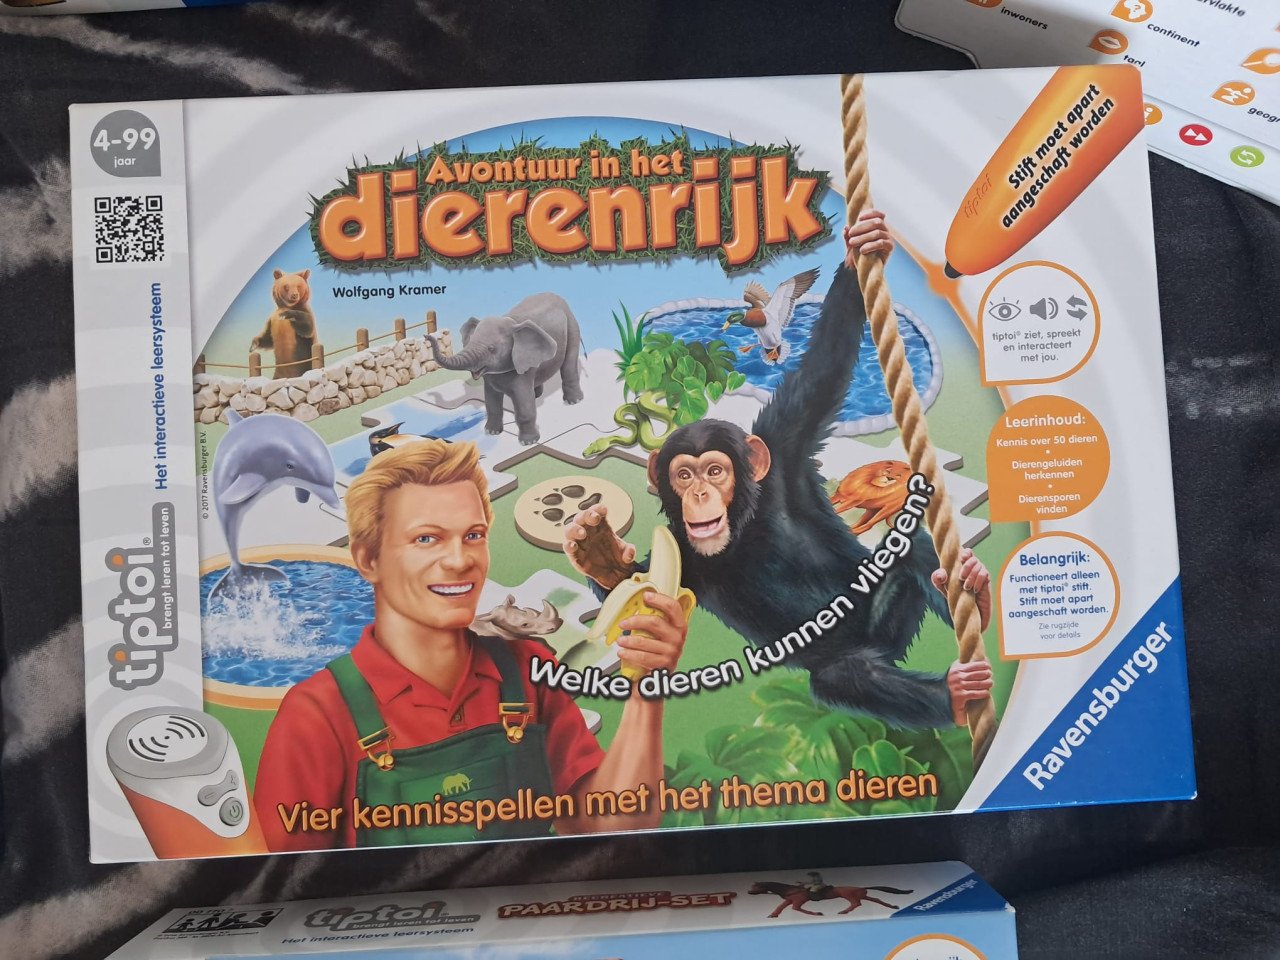 inwoners
continent
taal
4-99
jaar
Het interactieve leersysteem
tiptoi®
brengt leren tot leven
© 2017 Ravensburger B.V.
Avontuur in het
dierenrijk
Wolfgang Kramer
tiptoi
Stift moet apart
aangeschaft worden
tiptoi® ziet, spreekt
en interacteert
met jou.
Leerinhoud:
Kennis over 50 dieren
•
Dierengeluiden
herkennen
•
Dierensporen
vinden
Belangrijk:
Functioneert alleen
met tiptoi® stift.
Stift moet apart
aangeschaft worden.
Zie rugzijde
voor details
Welke dieren kunnen vliegen?
Vier kennisspellen met het thema dieren
Ravensburger
tiptoi®
brengt leren tot leven
Het interactieve leersysteem
PAARDRIJ-SET
Ravensburger